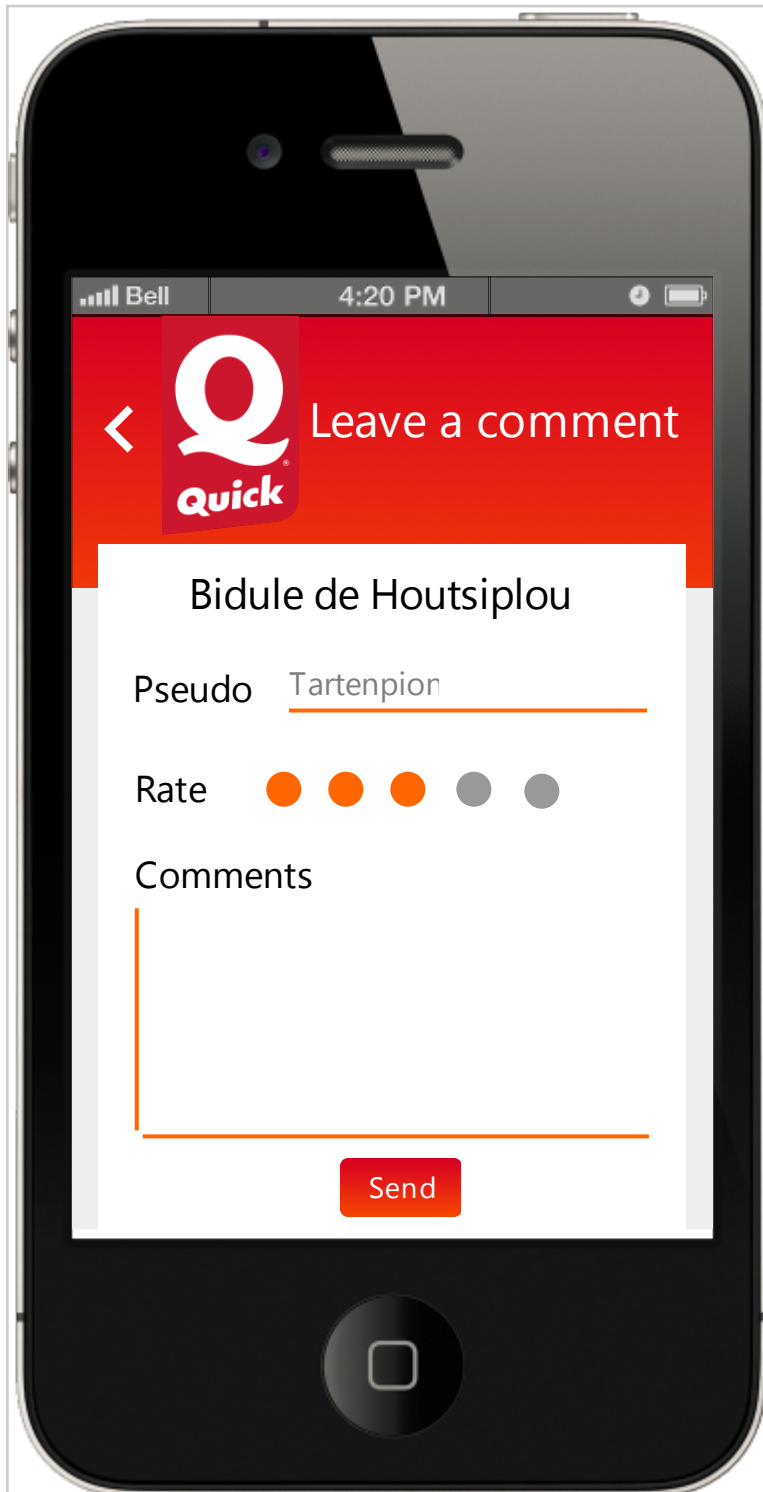 Bell 4:20 PM
Q
Quick
Leave a comment
Bidule de Houtsiplou
Pseudo Tartenpion
Rate
Comments
Send